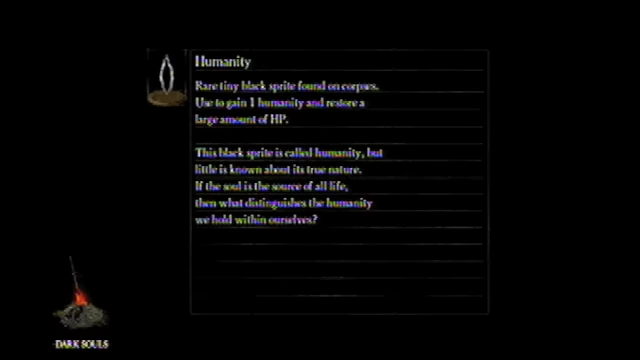 Humanity
Rare tiny black sprite found on corpses.
Use to gain 1 humanity and restore a
large amount of HP.
This black sprite is called humanity, but
little is known about its true nature.
If the soul is the source of all life,
then what distinguishes the humanity
we hold within ourselves?
DARK SOULS